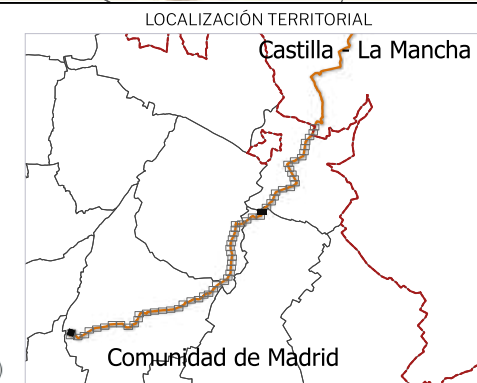 LOCALIZACIÓN TERRITORIAL
Castilla - La Mancha
Comunidad de Madrid